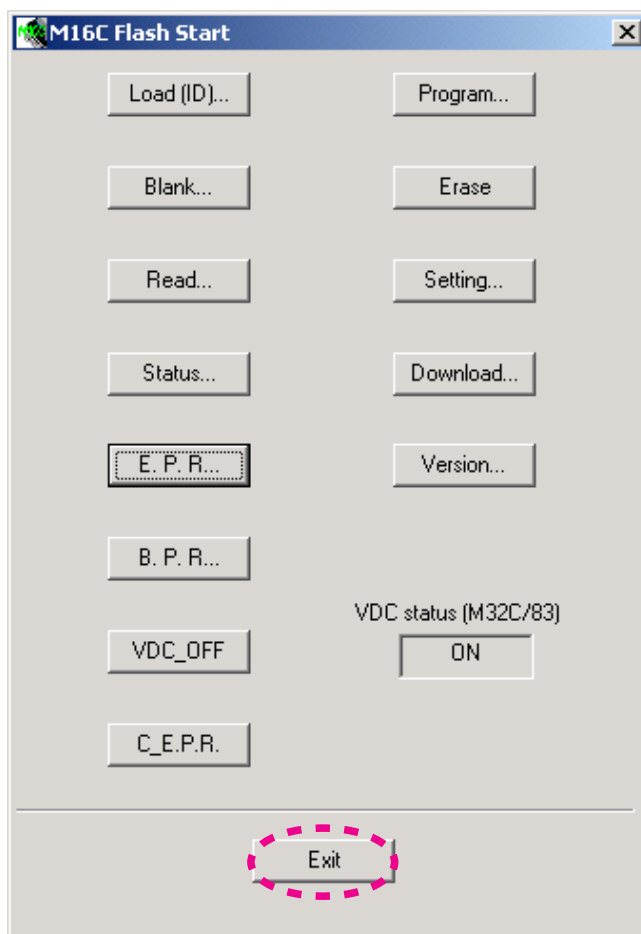 M16C Flash Start
Load (ID)...
Program...
Blank...
Erase
Read...
Setting...
Status...
Download...
E. P. R...
Version...
B. P. R...
VDC status (M32C/83)
VDC_OFF
ON
C_E.P.R.
Exit